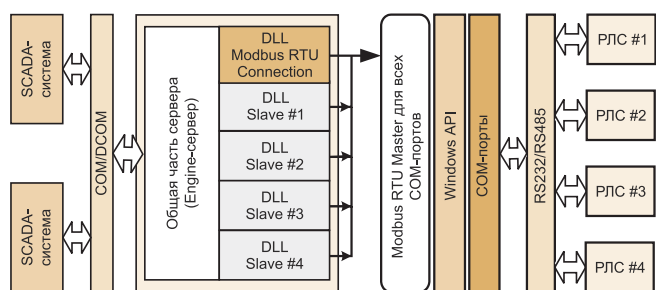 SCADA-
система
SCADA-
система
COM/DCOM
Общая часть сервера
(Engine-сервер)
DLL
Modbus RTU
Connection
DLL
Slave #1
DLL
Slave #2
DLL
Slave #3
DLL
Slave #4
Modbus RTU Master для всех
COM-портов
Windows API
COM-порты
RS232/RS485
РЛС #1
РЛС #2
РЛС #3
РЛС #4